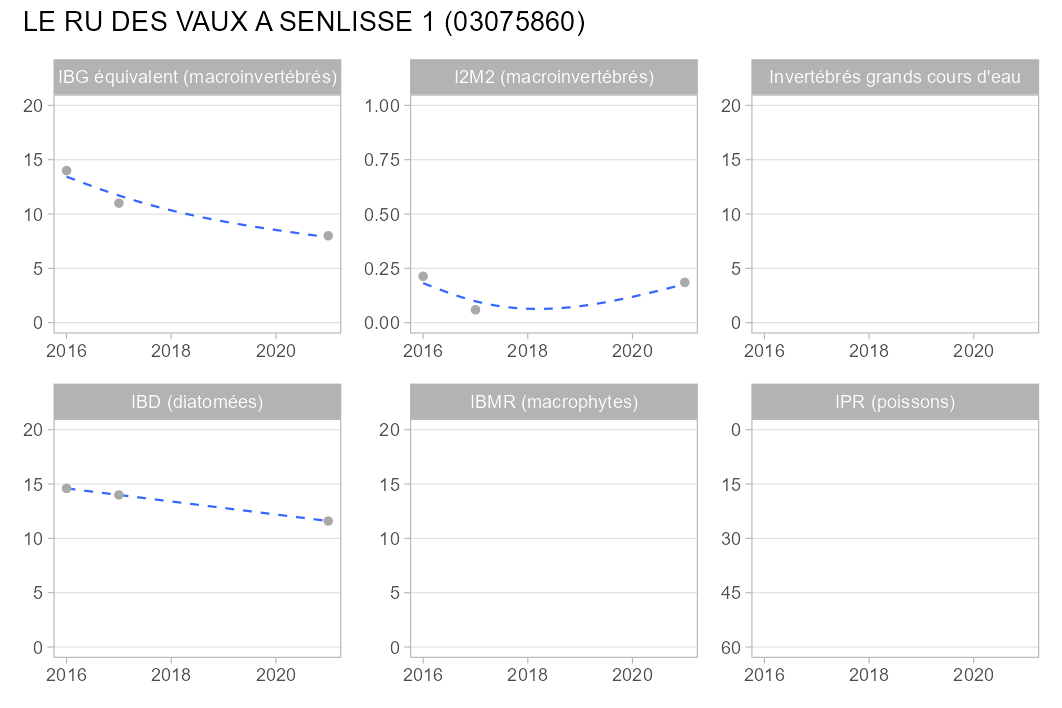 LE RU DES VAUX A SENLISSE 1 (03075860)
IBG équivalent (macroinvertébrés)
20
15
10
5
0
2016 2018 2020
I2M2 (macroinvertébrés)
1.00
0.75
0.50
0.25
0.00
2016 2018 2020
Invertébrés grands cours d'eau
20
15
10
5
0
2016 2018 2020
IBD (diatomées)
20
15
10
5
0
2016 2018 2020
IBMR (macrophytes)
20
15
10
5
0
2016 2018 2020
IPR (poissons)
0
15
30
45
60
2016 2018 2020